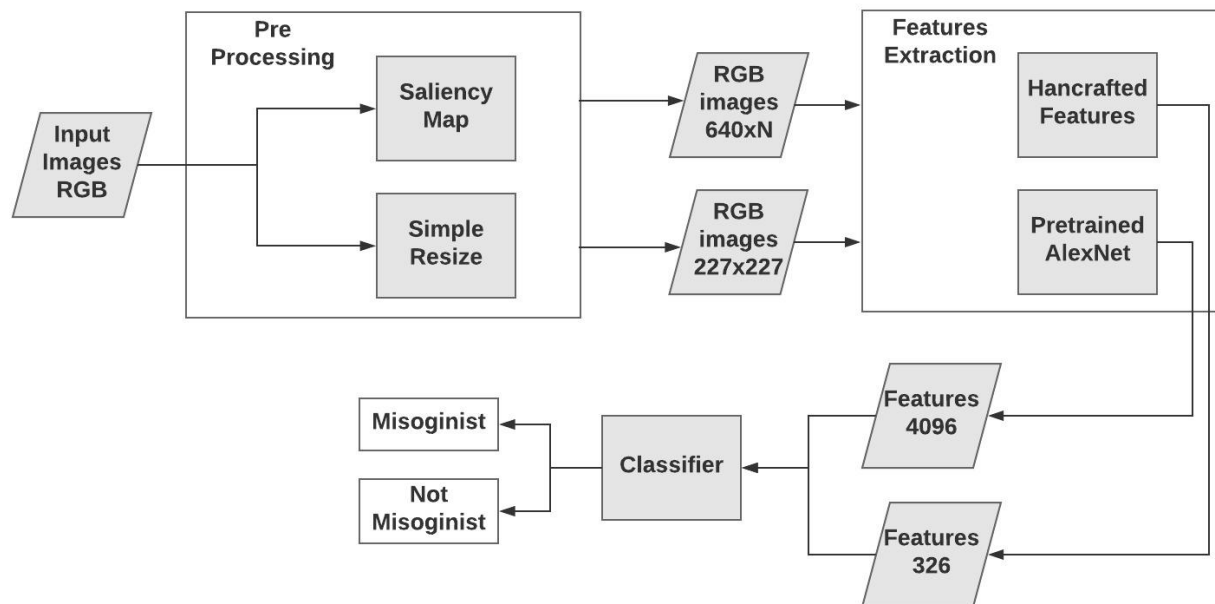 Pre
Processing
Input
Images
RGB
Saliency
Map
Simple
Resize
RGB
images
640xN
RGB
images
227x227
Features
Extraction
Hancrafted
Features
Pretrained
AlexNet
Features
4096
Features
326
Classifier
Misoginist
Not
Misoginist